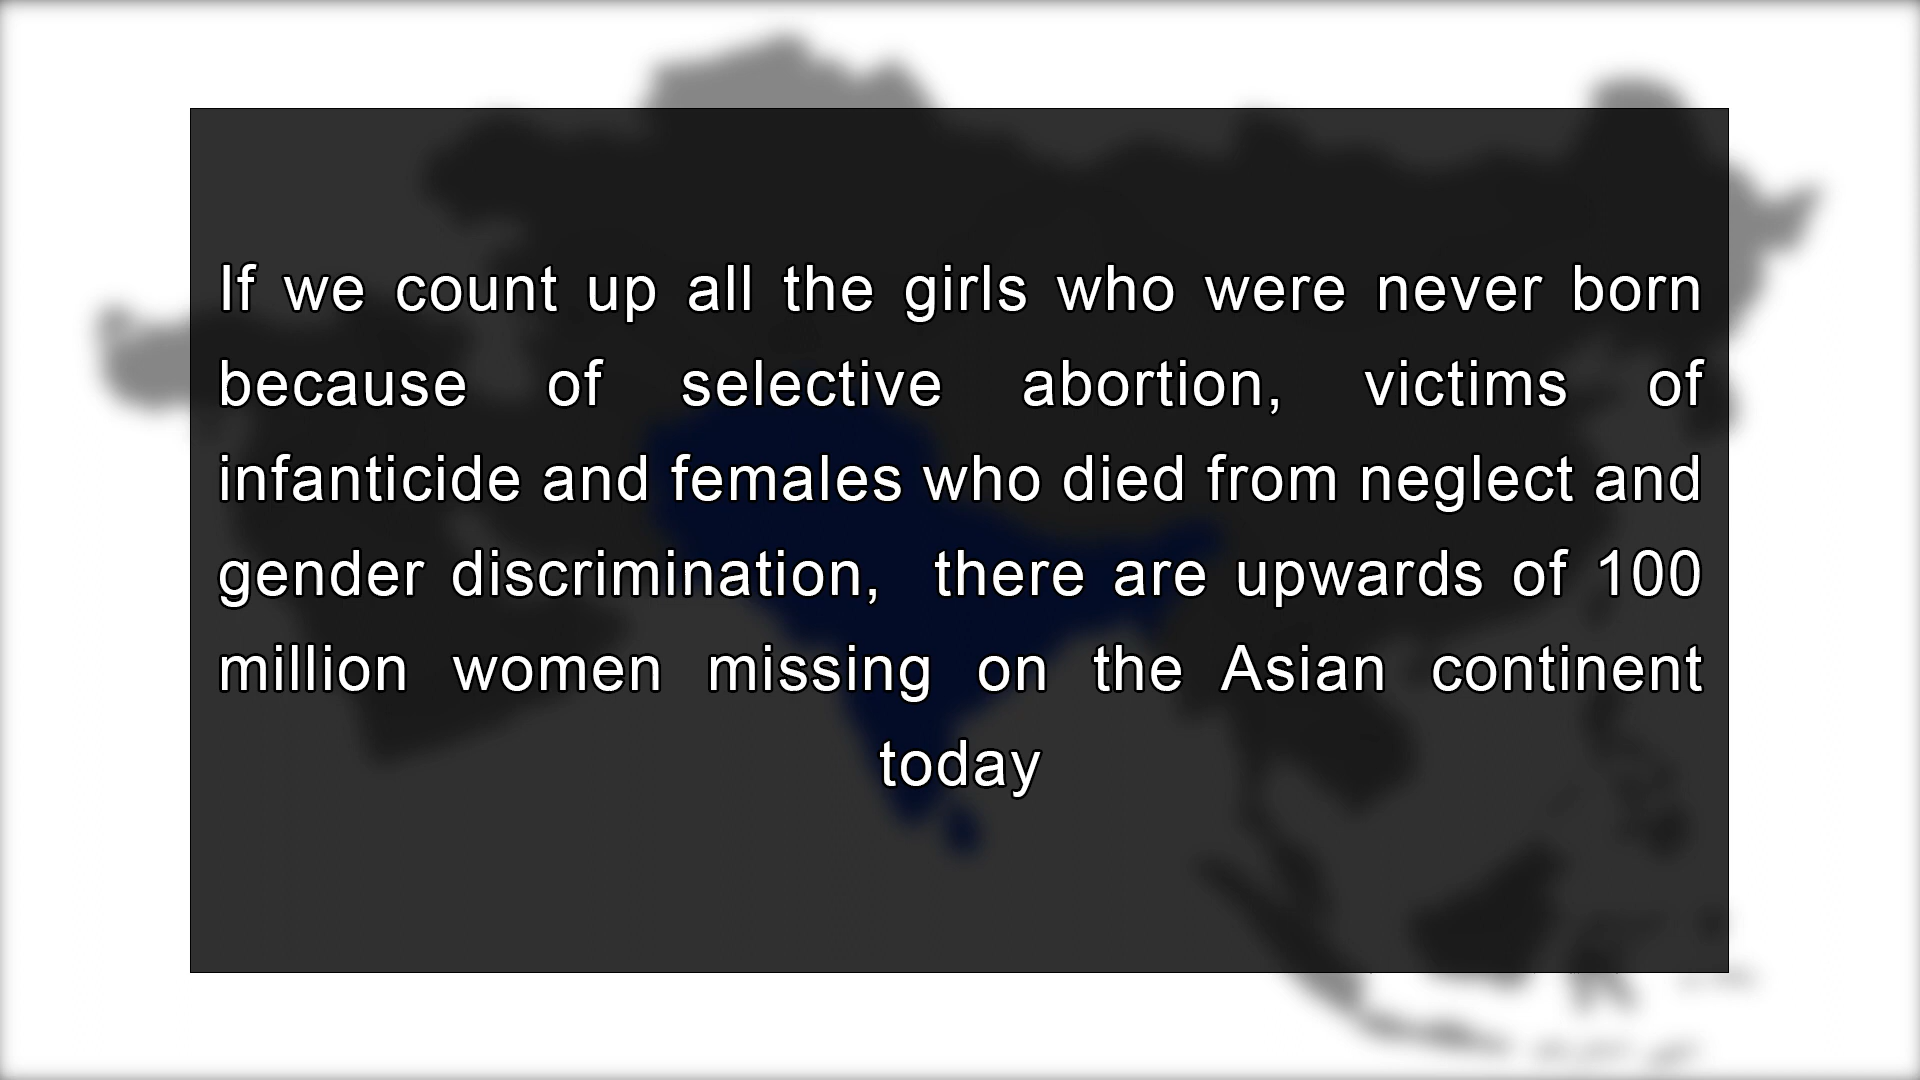 If we count up all the girls who were never born
because of selective abortion, victims of
infanticide and females who died from neglect and
gender discrimination,  there are upwards of 100
million women missing on the Asian continent
today